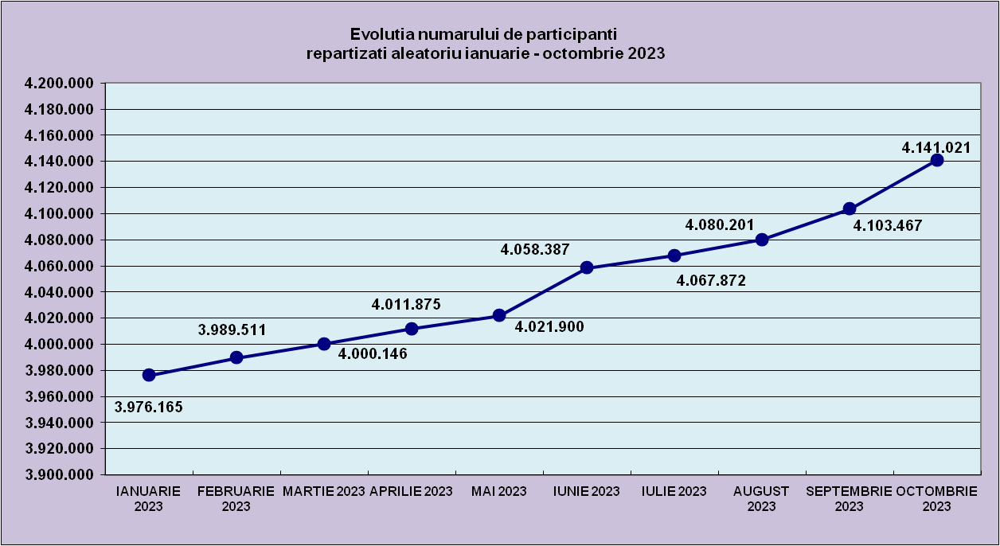 Evolutia numarului de participanti
repartizati aleatoriu ianuarie - octombrie 2023
4.200.000
4.180.000
4.160.000
4.140.000
4.120.000
4.100.000
4.080.000
4.060.000
4.040.000
4.020.000
4.000.000
3.980.000
3.960.000
3.940.000
3.920.000
3.900.000
3.976.165
3.989.511
4.000.146
4.011.875
4.021.900
4.058.387
4.067.872
4.080.201
4.103.467
4.141.021
IANUARIE
2023
FEBRUARIE
2023
MARTIE 2023
APRILIE 2023
MAI 2023
IUNIE 2023
IULIE 2023
AUGUST
2023
SEPTEMBRIE
2023
OCTOMBRIE
2023